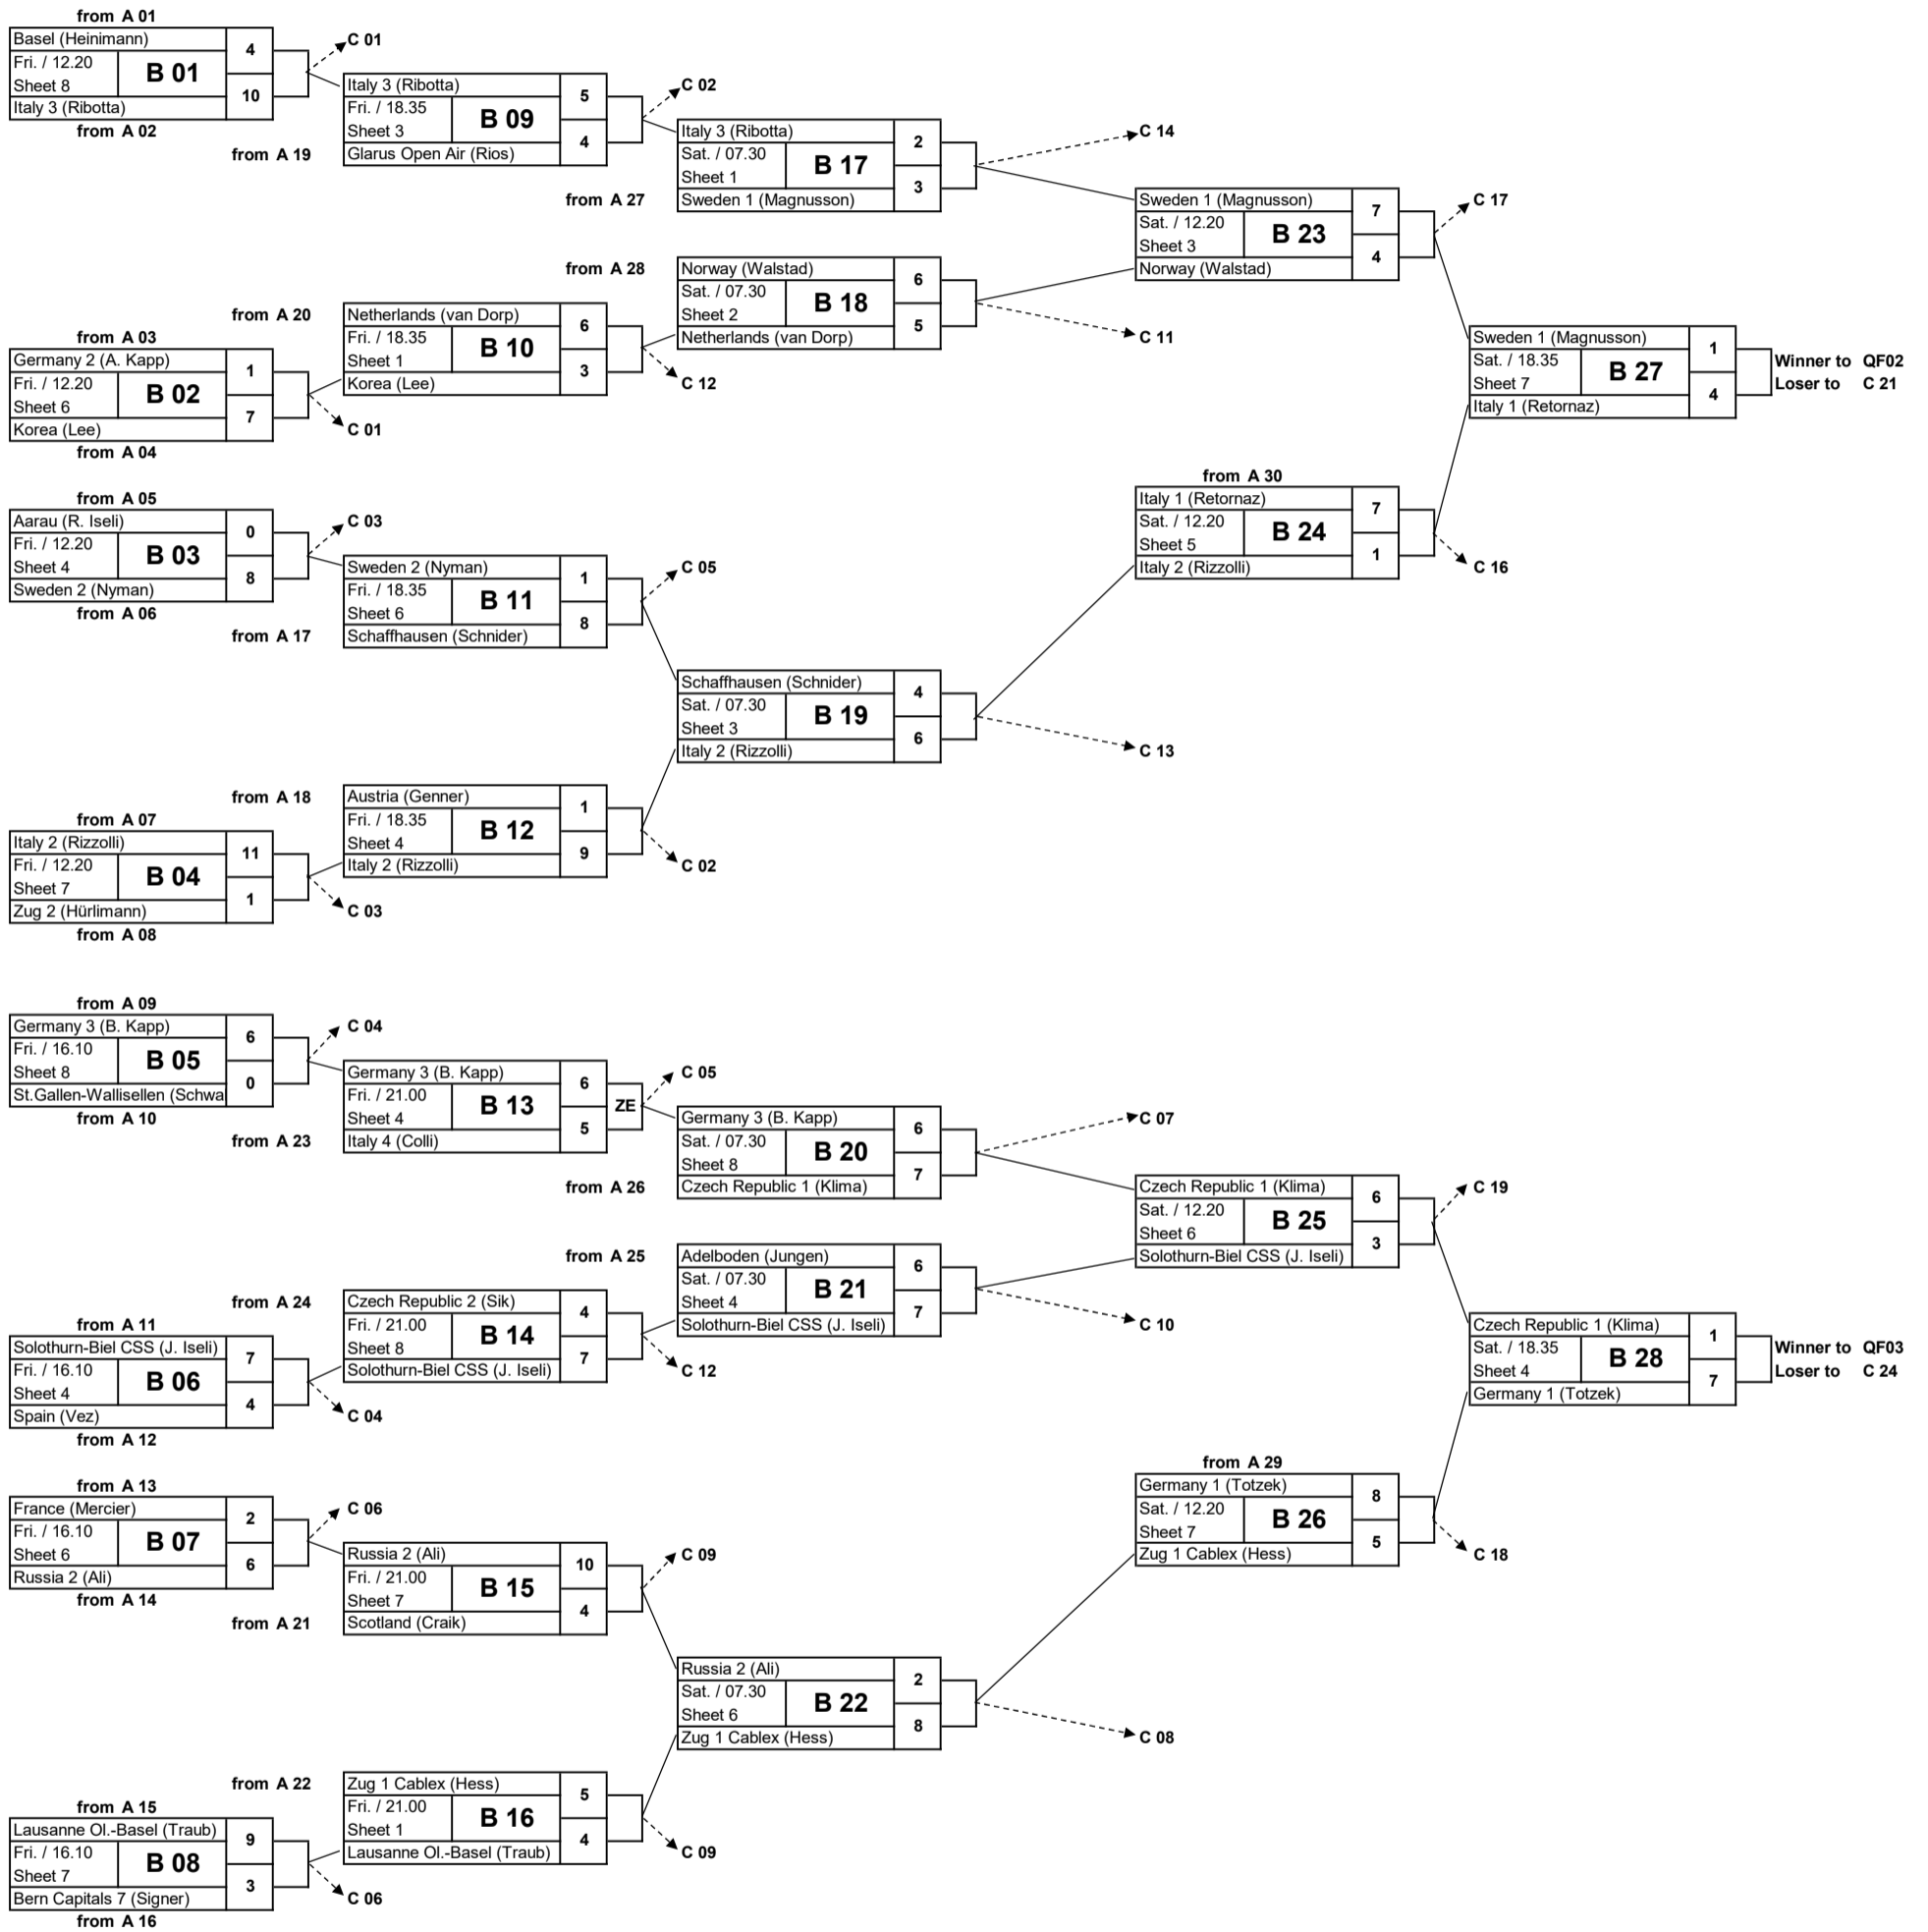 from A 01
Basel (Heinimann)
4
Fri. / 12.20
Sheet 8
B 01
10
Italy 3 (Ribotta)
from A 02
C 01
from A 19
Italy 3 (Ribotta)
5
Fri. / 18.35
Sheet 3
B 09
4
Glarus Open Air (Rios)
C 02
from A 27
Italy 3 (Ribotta)
2
Sat. / 07.30
Sheet 1
B 17
3
Sweden 1 (Magnusson)
C 14
Sweden 1 (Magnusson)
7
Sat. / 12.20
Sheet 3
B 23
4
Norway (Walstad)
C 17
from A 28
Norway (Walstad)
6
Sat. / 07.30
Sheet 2
B 18
5
Netherlands (van Dorp)
C 11
from A 20
Netherlands (van Dorp)
6
Fri. / 18.35
Sheet 1
B 10
3
Korea (Lee)
C 12
from A 03
Germany 2 (A. Kapp)
1
Fri. / 12.20
Sheet 6
B 02
7
Korea (Lee)
from A 04
C 01
Sweden 1 (Magnusson)
1
Sat. / 18.35
Sheet 7
B 27
4
Italy 1 (Retornaz)
Winner to QF02
Loser to C 21
from A 05
Aarau (R. Iseli)
0
Fri. / 12.20
Sheet 4
B 03
8
Sweden 2 (Nyman)
from A 06
C 03
from A 17
Sweden 2 (Nyman)
1
Fri. / 18.35
Sheet 6
B 11
8
Schaffhausen (Schnider)
C 05
from A 30
Italy 1 (Retornaz)
7
Sat. / 12.20
Sheet 5
B 24
1
Italy 2 (Rizzolli)
C 16
Schaffhausen (Schnider)
4
Sat. / 07.30
Sheet 3
B 19
6
Italy 2 (Rizzolli)
C 13
from A 18
Austria (Genner)
1
Fri. / 18.35
Sheet 4
B 12
9
Italy 2 (Rizzolli)
C 02
from A 07
Italy 2 (Rizzolli)
11
Fri. / 12.20
Sheet 7
B 04
1
Zug 2 (Hürlimann)
from A 08
C 03
from A 09
Germany 3 (B. Kapp)
6
Fri. / 16.10
Sheet 8
B 05
0
St.Gallen-Wallisellen (Schwa
from A 10
C 04
from A 23
Germany 3 (B. Kapp)
6
Fri. / 21.00
Sheet 4
B 13
5
ZE
Italy 4 (Colli)
C 05
from A 26
Germany 3 (B. Kapp)
6
Sat. / 07.30
Sheet 8
B 20
7
Czech Republic 1 (Klima)
C 07
Czech Republic 1 (Klima)
6
Sat. / 12.20
Sheet 6
B 25
3
Solothurn-Biel CSS (J. Iseli)
C 19
from A 25
Adelboden (Jungen)
6
Sat. / 07.30
Sheet 4
B 21
7
Solothurn-Biel CSS (J. Iseli)
C 10
from A 24
Czech Republic 2 (Sik)
4
Fri. / 21.00
Sheet 8
B 14
7
Solothurn-Biel CSS (J. Iseli)
C 12
from A 11
Solothurn-Biel CSS (J. Iseli)
7
Fri. / 16.10
Sheet 4
B 06
4
Spain (Vez)
from A 12
C 04
Czech Republic 1 (Klima)
1
Sat. / 18.35
Sheet 4
B 28
7
Germany 1 (Totzek)
Winner to QF03
Loser to C 24
from A 13
France (Mercier)
2
Fri. / 16.10
Sheet 6
B 07
6
Russia 2 (Ali)
from A 14
C 06
from A 21
Russia 2 (Ali)
10
Fri. / 21.00
Sheet 7
B 15
4
Scotland (Craik)
C 09
from A 29
Germany 1 (Totzek)
8
Sat. / 12.20
Sheet 7
B 26
5
Zug 1 Cablex (Hess)
C 18
Russia 2 (Ali)
2
Sat. / 07.30
Sheet 6
B 22
8
Zug 1 Cablex (Hess)
C 08
from A 22
Zug 1 Cablex (Hess)
5
Fri. / 21.00
Sheet 1
B 16
4
Lausanne Ol.-Basel (Traub)
C 09
from A 15
Lausanne Ol.-Basel (Traub)
9
Fri. / 16.10
Sheet 7
B 08
3
Bern Capitals 7 (Signer)
from A 16
C 06